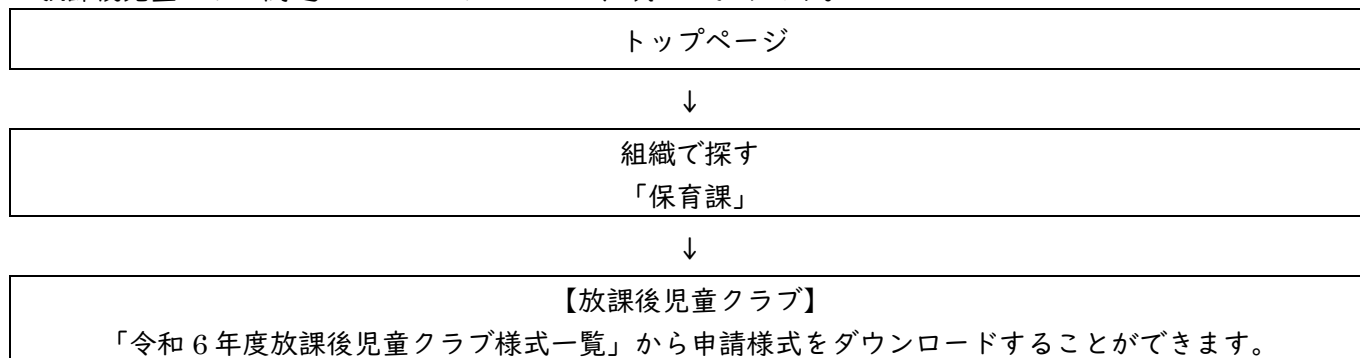 トップページ
↓
組織で探す
「保育課」
↓
【放課後児童クラブ】
「令和 6 年度放課後児童クラブ様式一覧」から申請様式をダウンロードすることができます。